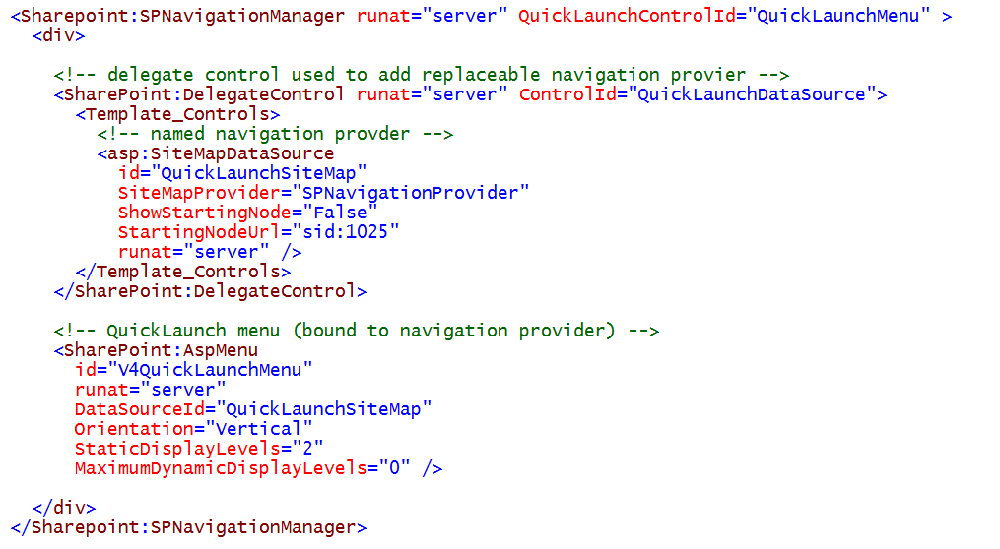 <Sharepoint:SPNavigationManager runat="server" QuickLaunchControlId="QuickLaunchMenu" >
<div>
<!-- delegate control used to add replaceable navigation provier -->
<SharePoint:DelegateControl runat="server" ControlId="QuickLaunchDataSource">
<Template_Controls>
<!-- named navigation provder -->
<asp:SiteMapDataSource
id="QuickLaunchSiteMap"
SiteMapProvider="SPNavigationProvider"
ShowStartingNode="False"
StartingNodeUrl="sid:1025"
runat="server" />
</Template_Controls>
</SharePoint:DelegateControl>
<!-- QuickLaunch menu (bound to navigation provider) -->
<SharePoint:AspMenu
id="V4QuickLaunchMenu"
runat="server"
DataSourceId="QuickLaunchSiteMap"
Orientation="Vertical"
StaticDisplayLevels="2"
MaximumDynamicDisplayLevels="0" />
</div>
</Sharepoint:SPNavigationManager>